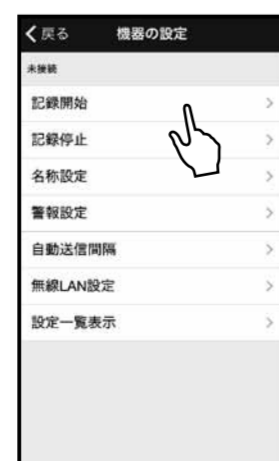 戻る 機器の設定
未接続
記録開始
記録停止
名称設定
警報設定
自動送信間隔
無線LAN設定
設定一覧表示